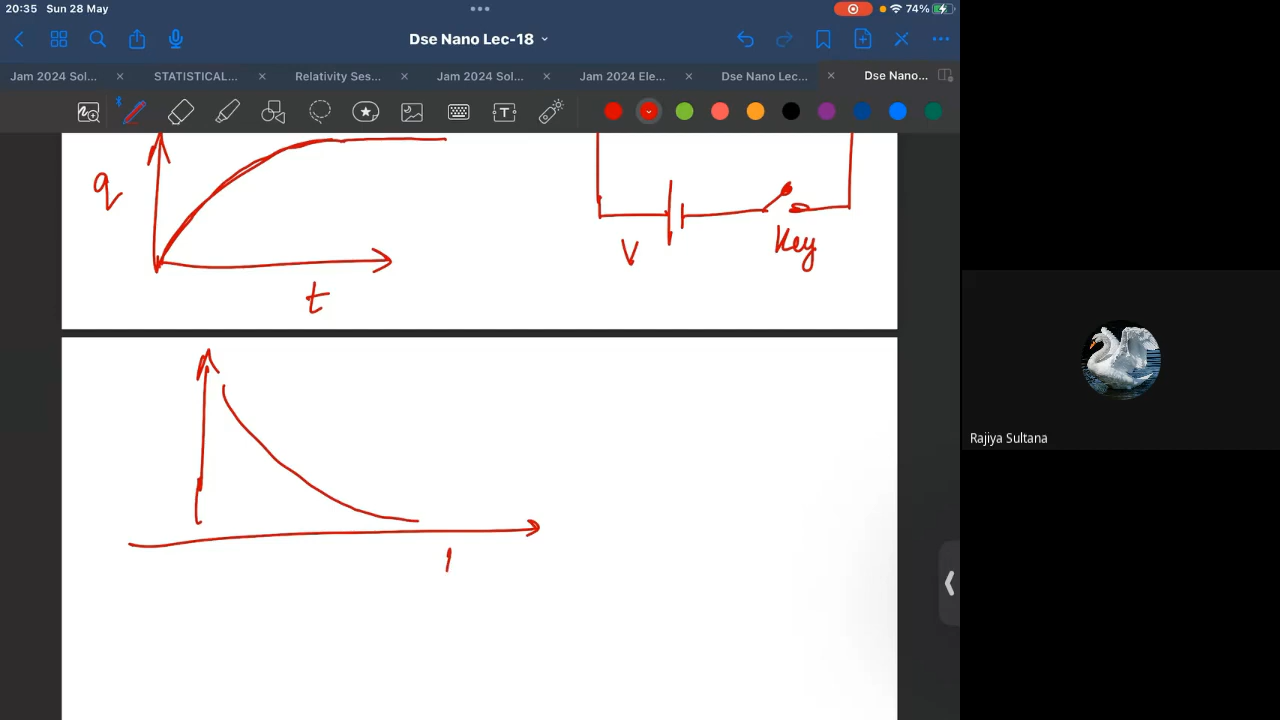 20:35 Sun 28 May
74%
Dse Nano Lec-18
Jam 2024 Sol...
STATISTICAL...
Relativity Ses...
Jam 2024 Sol...
Jam 2024 Ele...
Dse Nano Lec...
Dse Nano...
q
t
V
Key
Rajiya Sultana